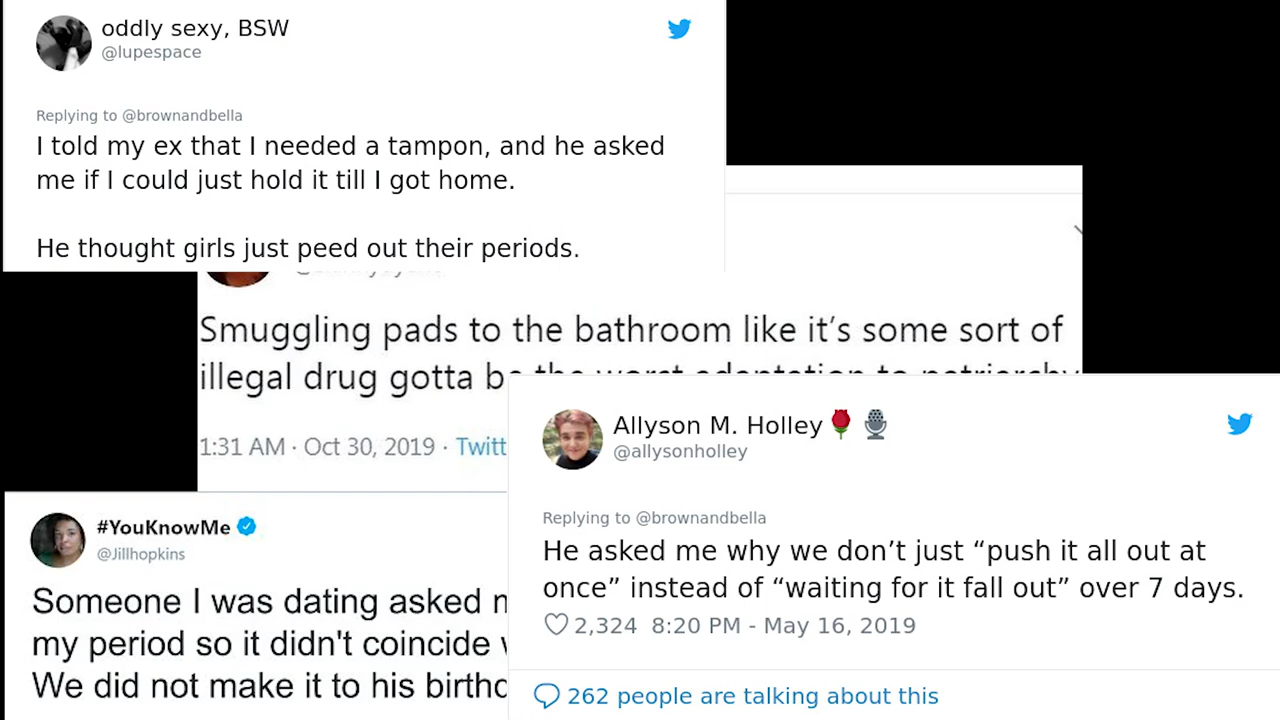 oddly sexy, BSW
@lupespace
Replying to @brownandbella
I told my ex that I needed a tampon, and he asked
me if I could just hold it till I got home.
He thought girls just peed out their periods.
Smuggling pads to the bathroom like it’s some sort of
illegal drug gotta be the worst adaptation to patriarchy
1:31 AM · Oct 30, 2019 · Twitt
#YouKnowMe
@Jillhopkins
Someone I was dating asked
my period so it didn't coincide
We did not make it to his
Allyson M. Holley🌹🎙
@allysonholley
Replying to @brownandbella
He asked me why we don’t just “push it all out at
once” instead of “waiting for it fall out” over 7 days.
♡ 2,324 8:20 PM - May 16, 2019
262 people are talking about this